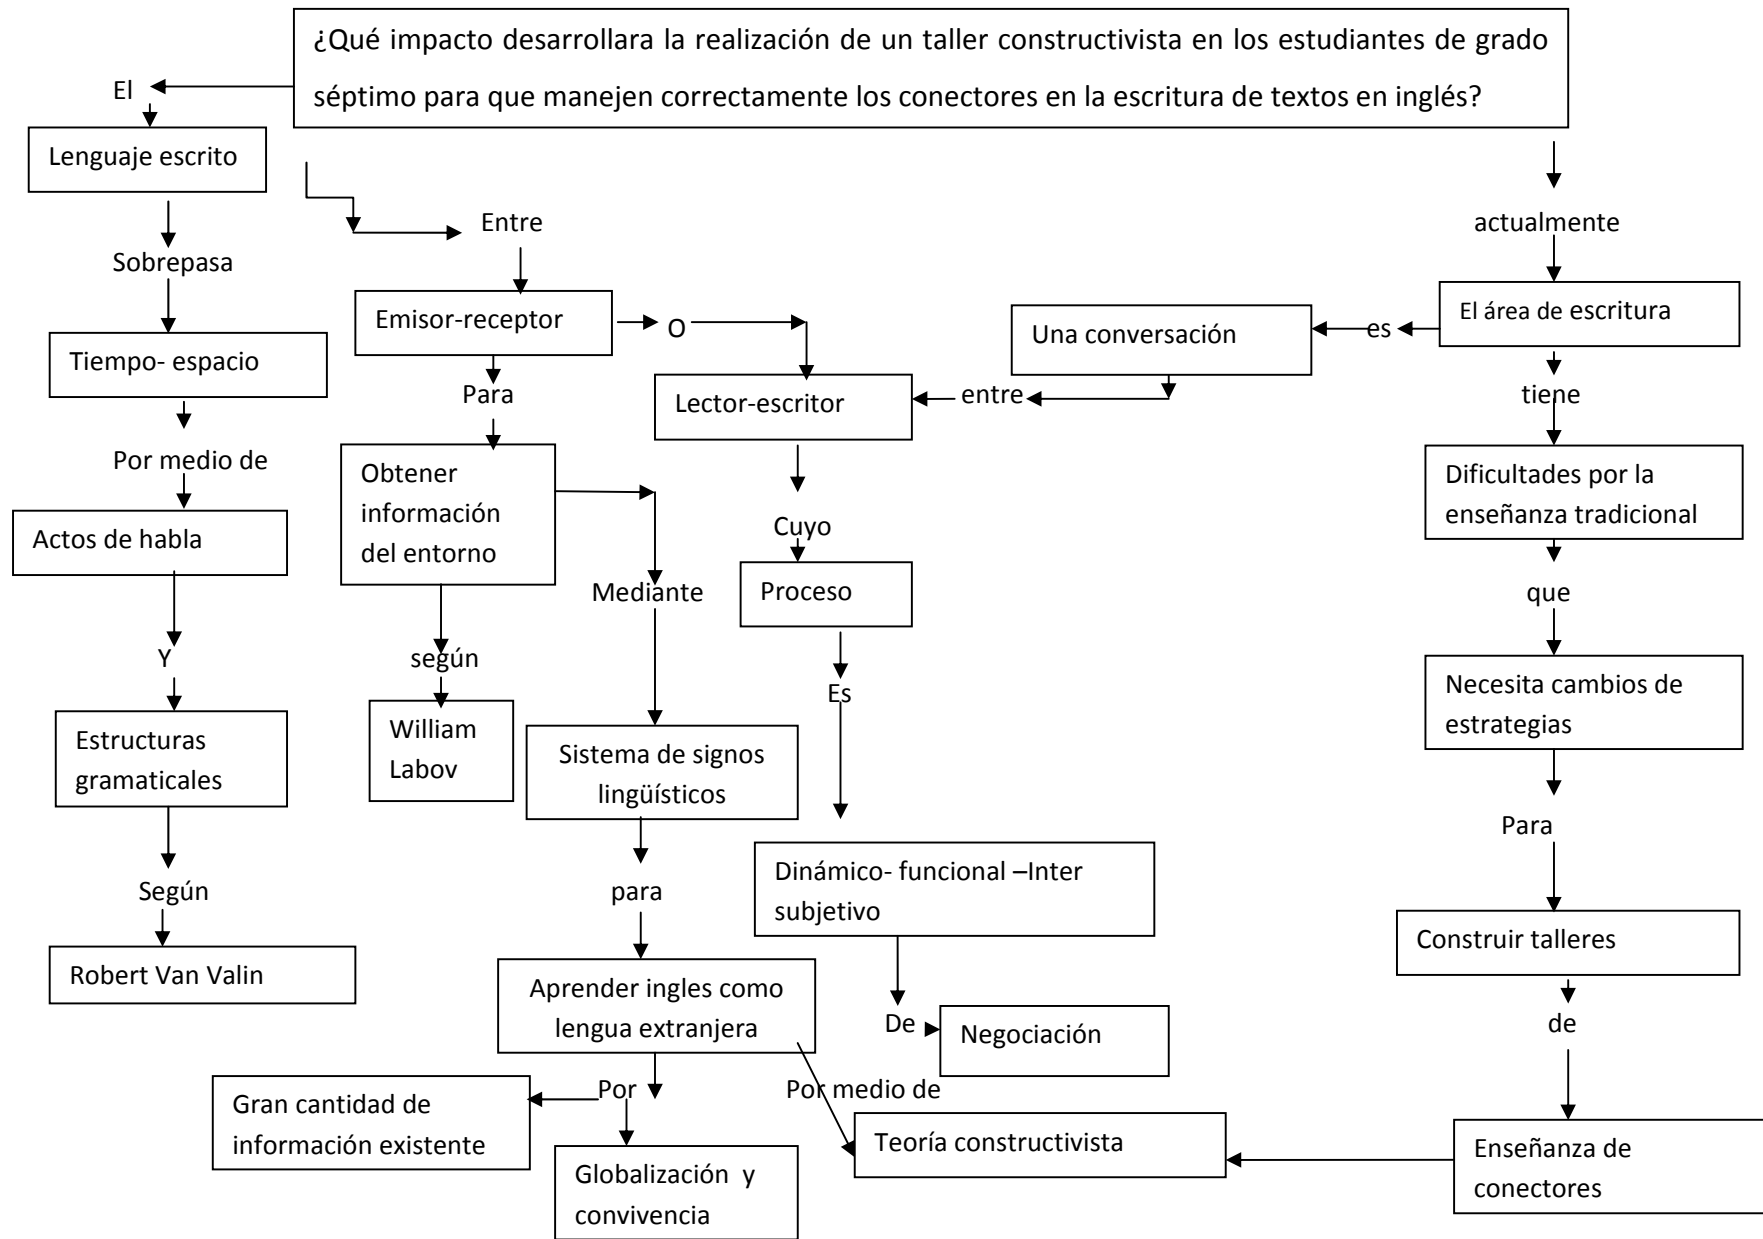 ¿Qué impacto desarrollara la realización de un taller constructivista en los estudiantes de grado
séptimo para que manejen correctamente los conectores en la escritura de textos en inglés?
El
Lenguaje escrito
Sobrepasa
Tiempo- espacio
Por medio de
Actos de habla
Y
Estructuras
gramaticales
Según
Robert Van Valin
Entre
Emisor-receptor
O
Para
Obtener
información
del entorno
según
William
Labov
Mediante
Sistema de signos
lingüísticos
para
Aprender ingles como
lengua extranjera
Por
Gran cantidad de
información existente
Globalización y
convivencia
Por medio de
Teoría constructivista
Lector-escritor
Cuyo
Proceso
Es
Dinámico- funcional –Inter
subjetivo
De
Negociación
actualmente
El área de escritura
es
Una conversación
entre
tiene
Dificultades por la
enseñanza tradicional
que
Necesita cambios de
estrategias
Para
Construir talleres
de
Enseñanza de
conectores